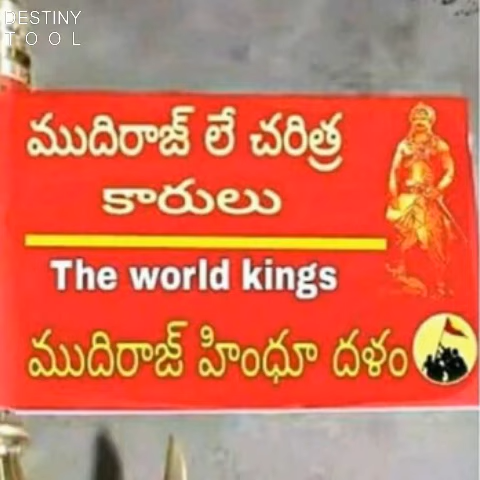 DESTINY
TOOL
ముదిరాజ్ లే చరిత్ర
కారులు
The world kings
ముదిరాజ్ హింధూ దళం